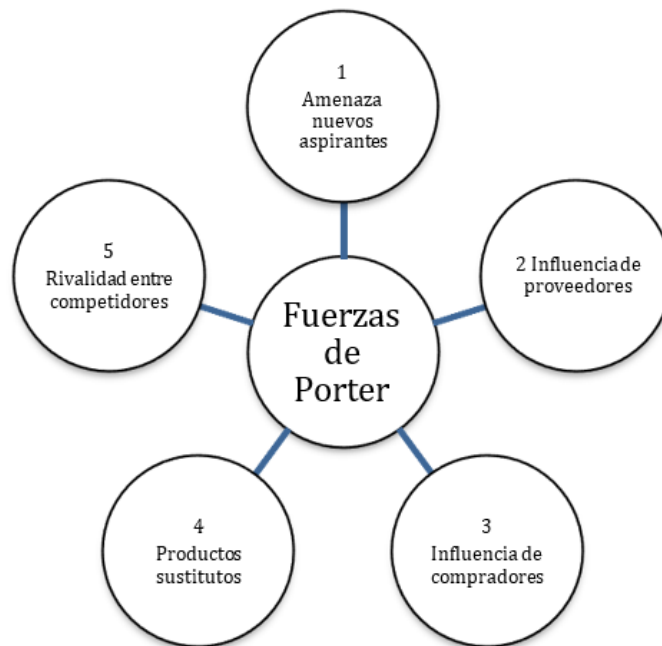 1
Amenaza
nuevos
aspirantes
2 Influencia de
proveedores
3
Influencia de
compradores
4
Productos
sustitutos
5
Rivalidad entre
competidores
Fuerzas
de
Porter